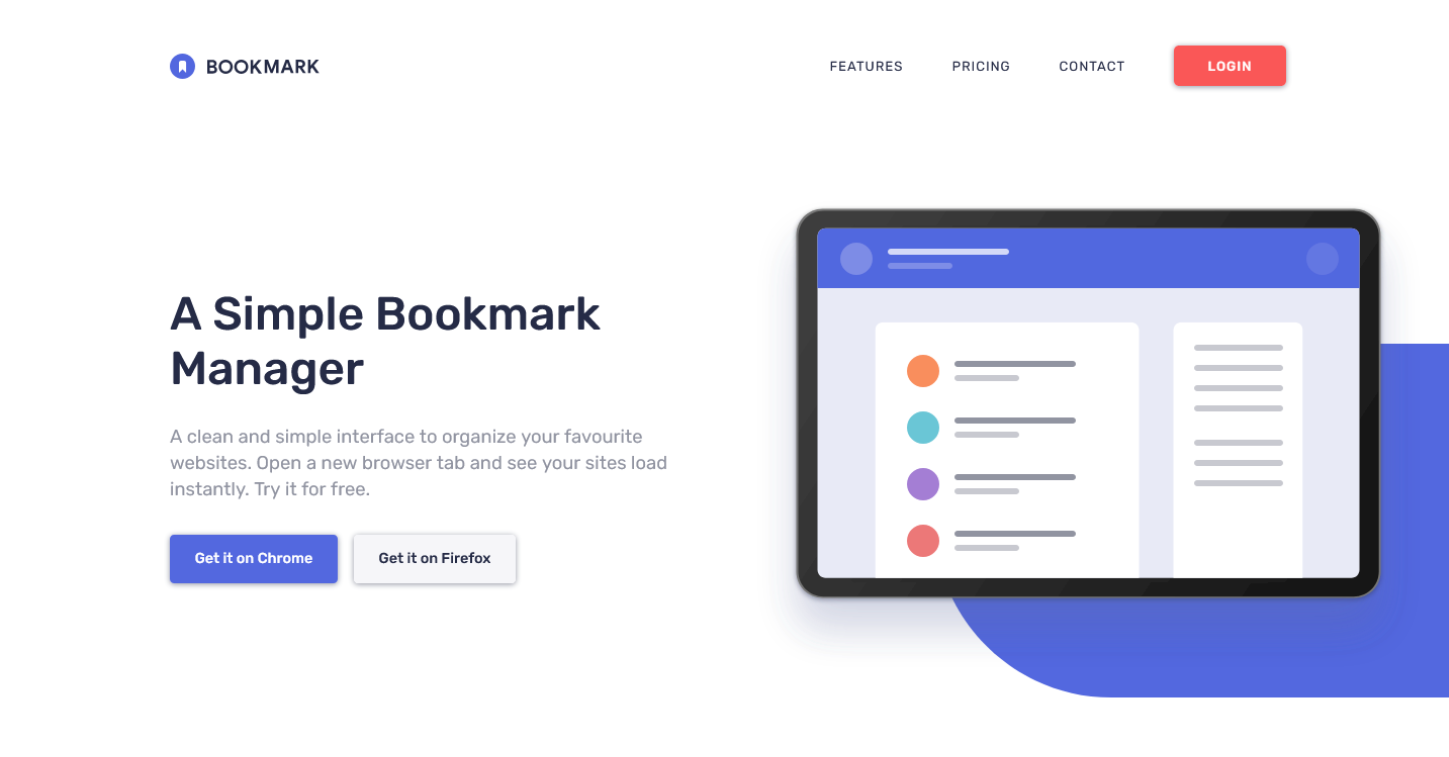 BOOKMARK
FEATURES PRICING CONTACT LOGIN
A Simple Bookmark
Manager
A clean and simple interface to organize your favourite
websites. Open a new browser tab and see your sites load
instantly. Try it for free.
Get it on Chrome Get it on Firefox